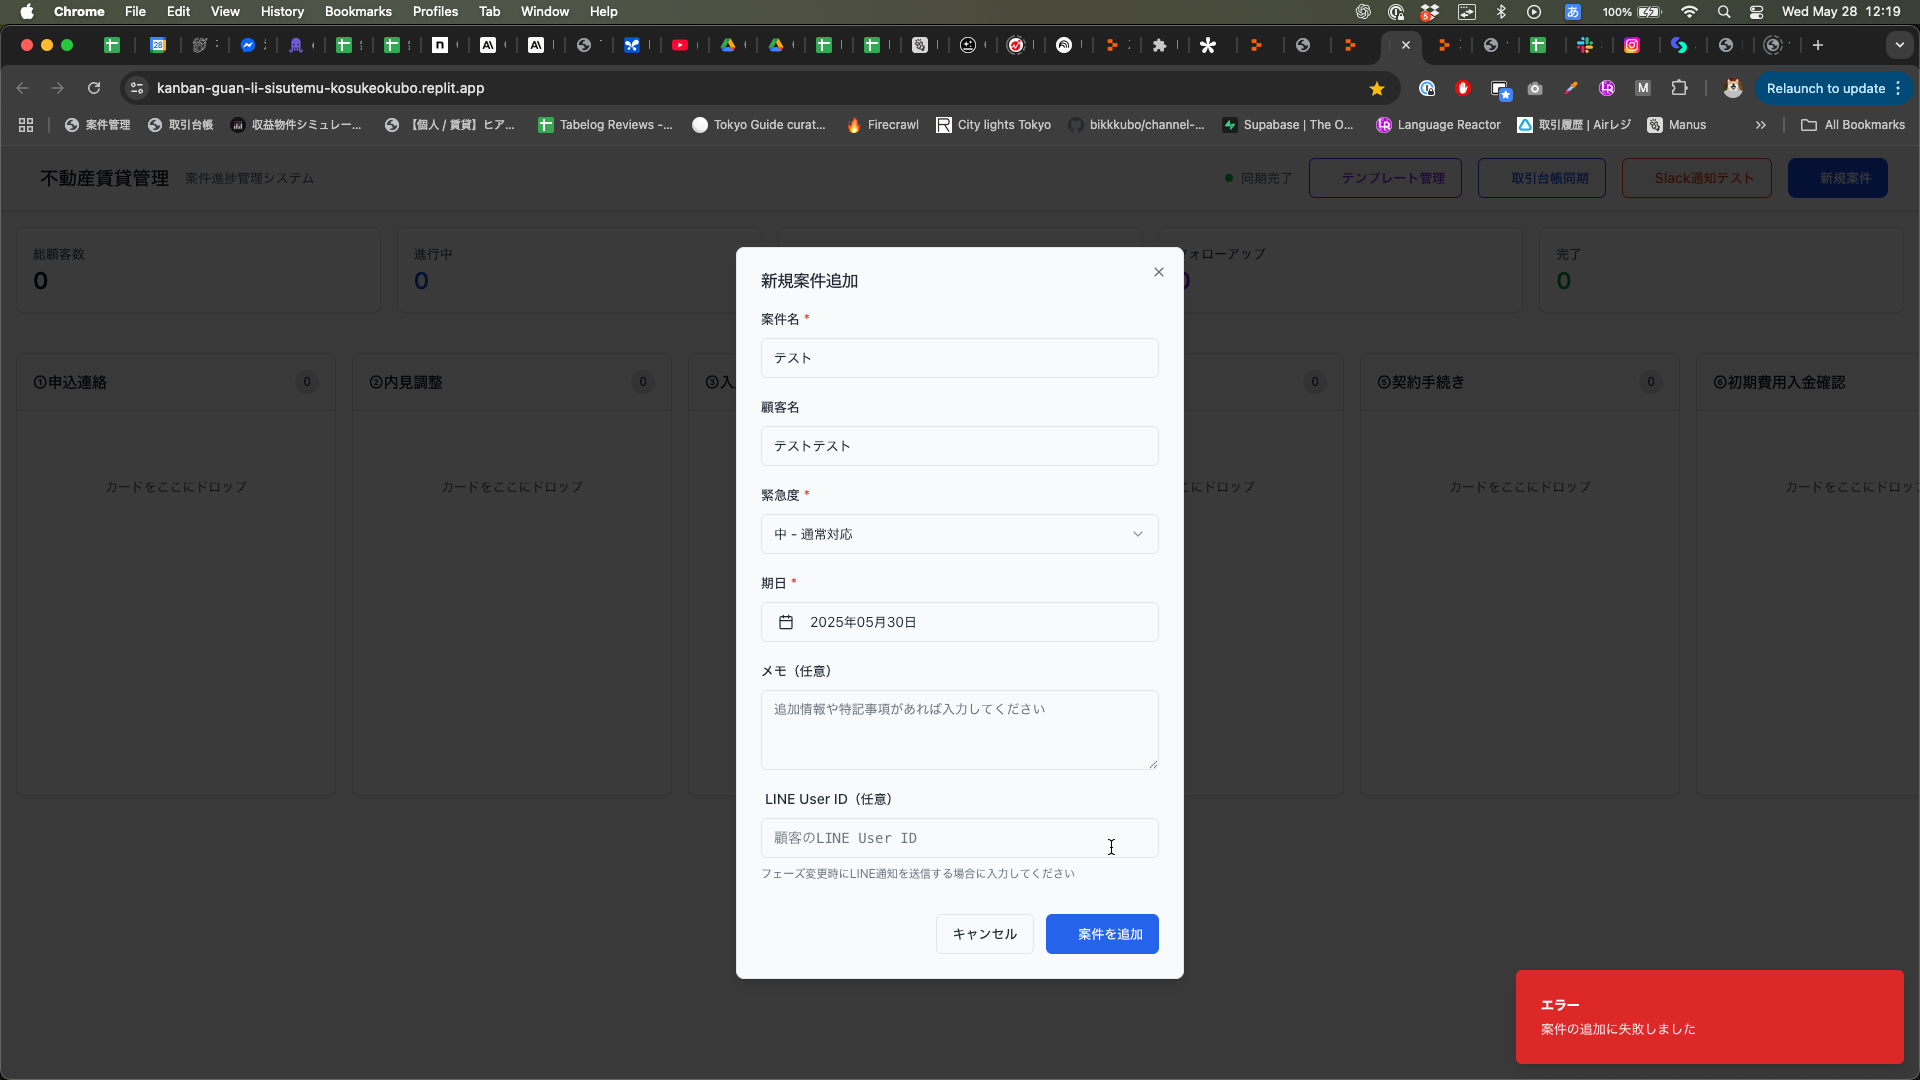 Chrome File Edit View History Bookmarks Profiles Tab Window Help
5 あ 100% Wed May 28 12:19
kanban-guan-li-sisutemu-kosukeokubo.replit.app
Relaunch to update
案件管理 取引台帳 収益物件シミュレー... 【個人 / 賃貸】ヒア... Tabelog Reviews -... Tokyo Guide curat... Firecrawl City lights Tokyo bikkkubo/channel-... Supabase | The O... Language Reactor 取引履歴 | Airレジ Manus All Bookmarks
不動産賃貸管理 案件進捗管理システム
同期完了 テンプレート管理 取引台帳同期 Slack通知テスト 新規案件
総顧客数
0
進行中
0
フォローアップ
0
完了
0
①申込連絡 0
②内見調整 0
③入
0
⑤契約手続き 0
⑥初期費用入金確認
カードをここにドロップ
カードをここにドロップ
にドロップ
カードをここにドロップ
カードをここにドロッ
新規案件追加
案件名 *
テスト
顧客名
テストテスト
緊急度 *
中 - 通常対応
期日 *
2025年05月30日
メモ（任意）
追加情報や特記事項があれば入力してください
LINE User ID（任意）
顧客のLINE User ID
フェーズ変更時にLINE通知を送信する場合に入力してください
キャンセル
案件を追加
エラー
案件の追加に失敗しました